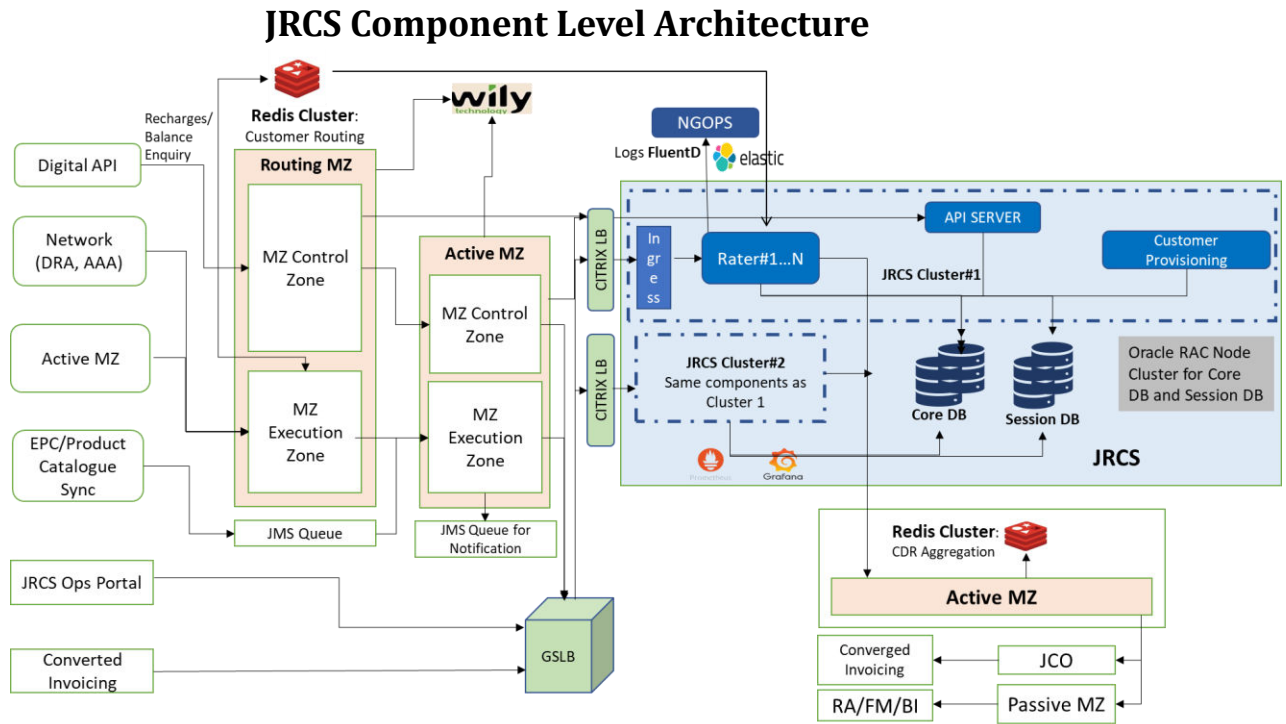 JRCS Component Level Architecture
Recharges/
Balance
Enquiry
Redis Cluster:
Customer Routing
wily
technology
NGOPS
Logs FluentD
elastic
Digital API
Network
(DRA, AAA)
Active MZ
EPC/Product
Catalogue
Sync
JRCS Ops Portal
Converted
Invoicing
Routing MZ
MZ Control
Zone
MZ
Execution
Zone
JMS Queue
Active MZ
MZ Control
Zone
MZ
Execution
Zone
JMS Queue for
Notification
GSLB
CITRIX LB
CITRIX LB
In
gr
e
ss
Rater#1...N
API SERVER
JRCS Cluster#1
Customer
Provisioning
JRCS Cluster#2
Same components as
Cluster 1
Core DB
Session DB
Oracle RAC Node
Cluster for Core
DB and Session DB
Prometheus
Grafana
JRCS
Redis Cluster:
CDR Aggregation
Active MZ
Converged
Invoicing
JCO
RA/FM/BI
Passive MZ